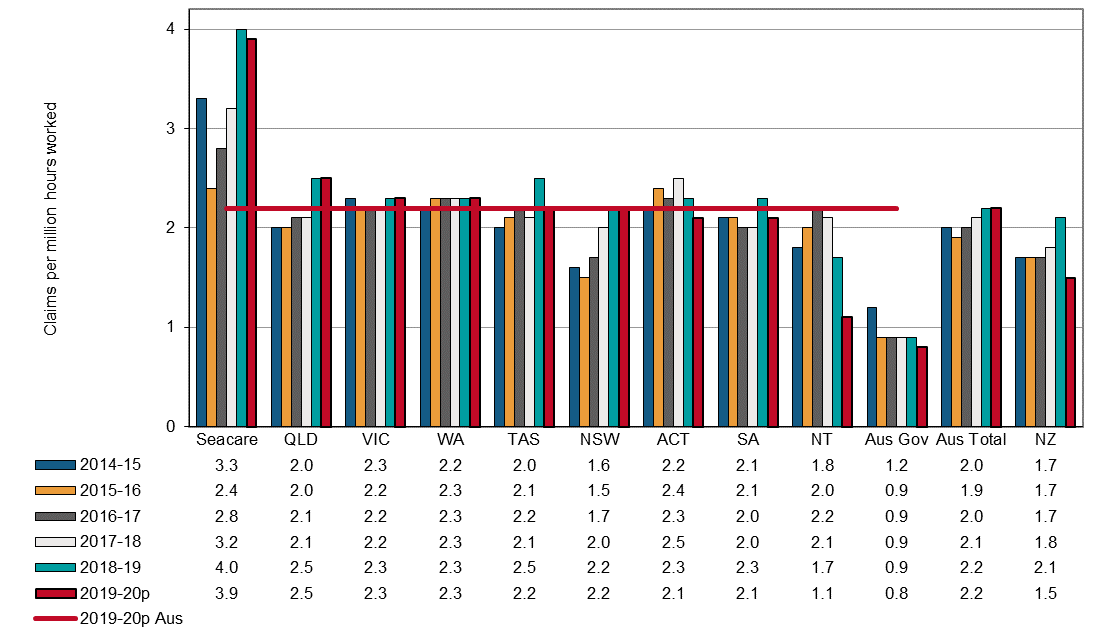 4
3
2
1
0
Claims per million hours worked
Seacare QLD VIC WA TAS NSW ACT SA NT Aus Gov Aus Total NZ
2014-15 3.3 2.0 2.3 2.2 2.0 1.6 2.2 2.1 1.8 1.2 2.0 1.7
2015-16 2.4 2.0 2.2 2.3 2.1 1.5 2.4 2.1 2.0 0.9 1.9 1.7
2016-17 2.8 2.1 2.2 2.3 2.2 1.7 2.3 2.0 2.2 0.9 2.0 1.7
2017-18 3.2 2.1 2.2 2.3 2.1 2.0 2.5 2.0 2.1 0.9 2.1 1.8
2018-19 4.0 2.5 2.3 2.3 2.5 2.2 2.3 2.3 1.7 0.9 2.2 2.1
2019-20p 3.9 2.5 2.3 2.3 2.2 2.2 2.1 2.1 1.1 0.8 2.2 1.5
2019-20p Aus